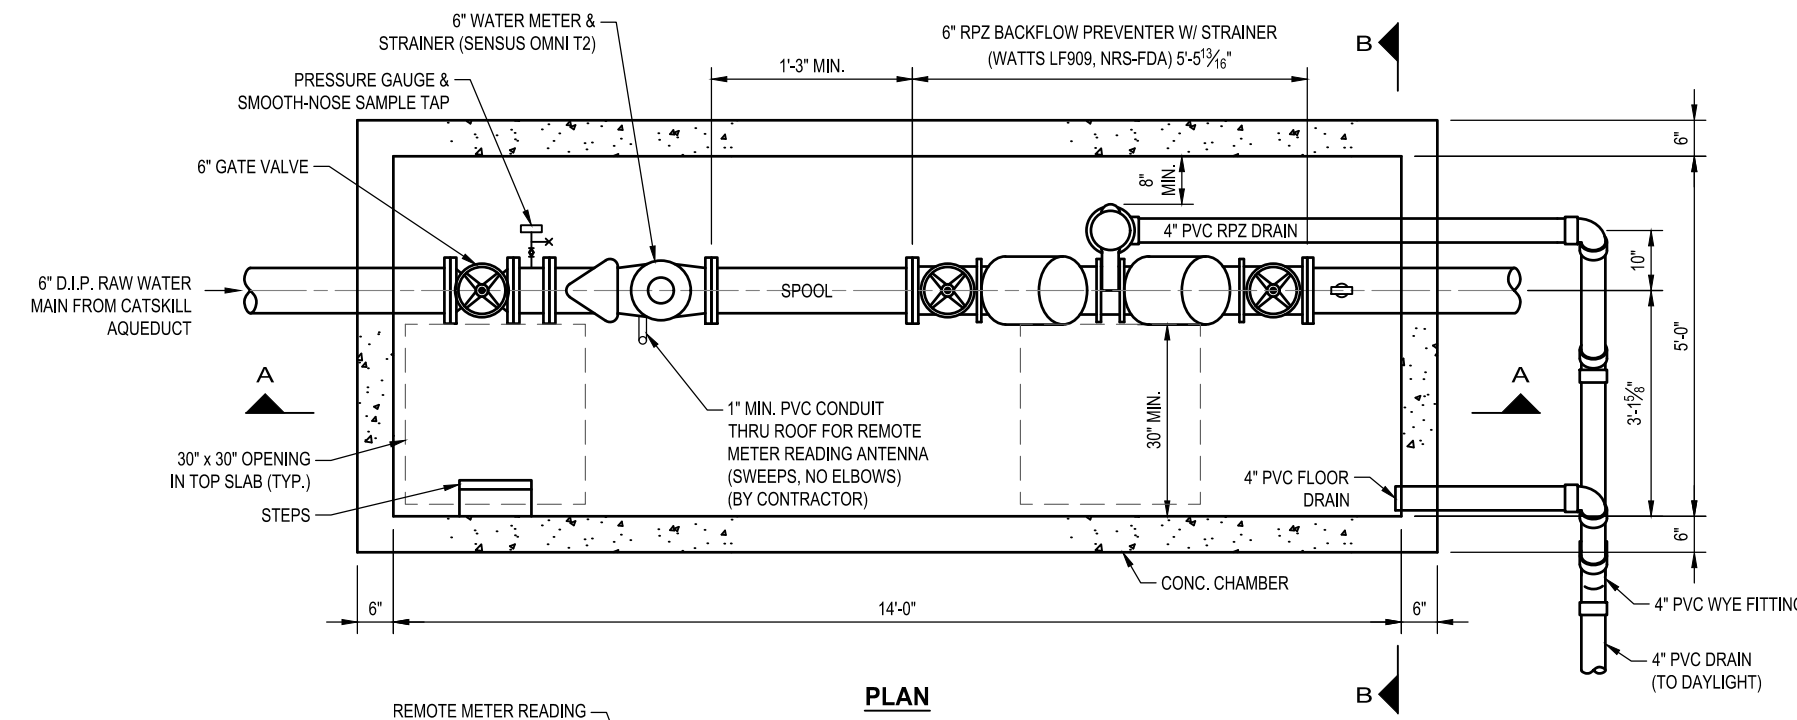 6" WATER METER &
STRAINER (SENSUS OMNI T2)
PRESSURE GAUGE &
SMOOTH-NOSE SAMPLE TAP
6" GATE VALVE
6" D.I.P. RAW WATER
MAIN FROM CATSKILL
AQUEDUCT
A
30" x 30" OPENING
IN TOP SLAB (TYP.)
STEPS
1'-3" MIN.
6" RPZ BACKFLOW PREVENTER W/ STRAINER
(WATTS LF909, NRS-FDA) 5'-5 13/16"
B
8"
MIN.
4" PVC RPZ DRAIN
SPOOL
1" MIN. PVC CONDUIT
THRU ROOF FOR REMOTE
METER READING ANTENNA
(SWEEPS, NO ELBOWS)
(BY CONTRACTOR)
30" MIN.
4" PVC FLOOR
DRAIN
A
6"
10"
5'-0"
3'-1 5/8"
6"
CONC. CHAMBER
6"
14'-0"
6"
4" PVC WYE FITTING
4" PVC DRAIN
(TO DAYLIGHT)
B
PLAN
REMOTE METER READING